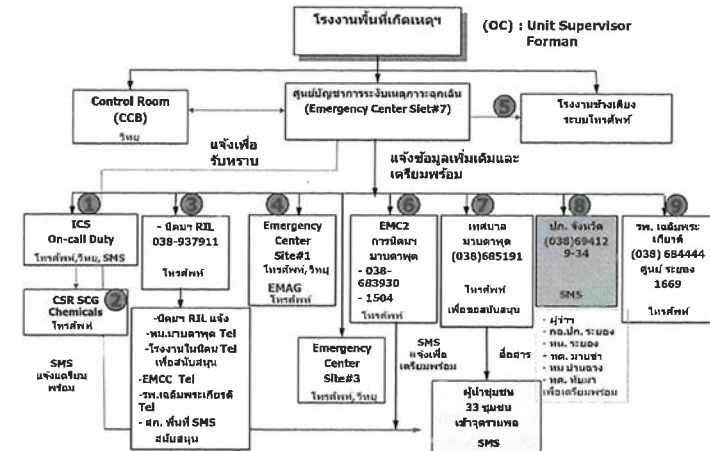 โรงงานพื้นที่เกิดเหตุฯ
(OC) : Unit Supervisor
Forman
Control Room
(CCB)
วิทยุ
ศูนย์บัญชาการระงับเหตุภาวะฉุกเฉิน
(Emergency Center Siet#7)
5
โรงงานข้างเคียง
ระบบโทรศัพท์
แจ้งเพื่อ
รับทราบ
แจ้งข้อมูลเพิ่มเติมและ
เตรียมพร้อม
1
ICS
On-call Duty
โทรศัพท์,วิทยุ, SMS
2
CSR SCG
Chemicals
โทรศัพท์
SMS
แจ้งเตรียม
พร้อม
3
- นิคมฯ RIL
038-937911
โทรศัพท์
-นิคมฯ RIL แจ้ง
-ทม.มาบตาพุด Tel
-โรงงานในนิคม Tel
เพื่อสนับสนุน
-EMCC Tel
-รพ.เฉลิมพระเกียรติ
Tel
- สภ. พื้นที่ SMS
สนับสนุน
4
Emergency
Center
Site#1
โทรศัพท์, วิทยุ
EMAG
โทรศัพท์
Emergency
Center
Site#3
โทรศัพท์, วิทยุ
6
EMC2
การนิคมฯ
มาบตาพุด
- 038-
683930
- 1504
โทรศัพท์
SMS
แจ้งเพื่อ
เตรียมพร้อม
7
เทศบาล
มาบตาพุด
(038)685191
โทรศัพท์
เพื่อขอสนับสนุน
สื่อสาร
ผู้นำชุมชน
33 ชุมชน
SMS
8
ปภ. จังหวัด
(038)69412
9-34
SMS
- ผู้ว่าฯ
- กอ.ปภ. ระยอง
- ทน. ระยอง
- ทต. มาบข่า
- ทม บ้านฉาง
- ทต. ทับมา
เพื่อเตรียมพร้อม
9
รพ. เฉลิมพระ
เกียรติ
(038) 684444
ศูนย์ ระยอง
1669
โทรศัพท์